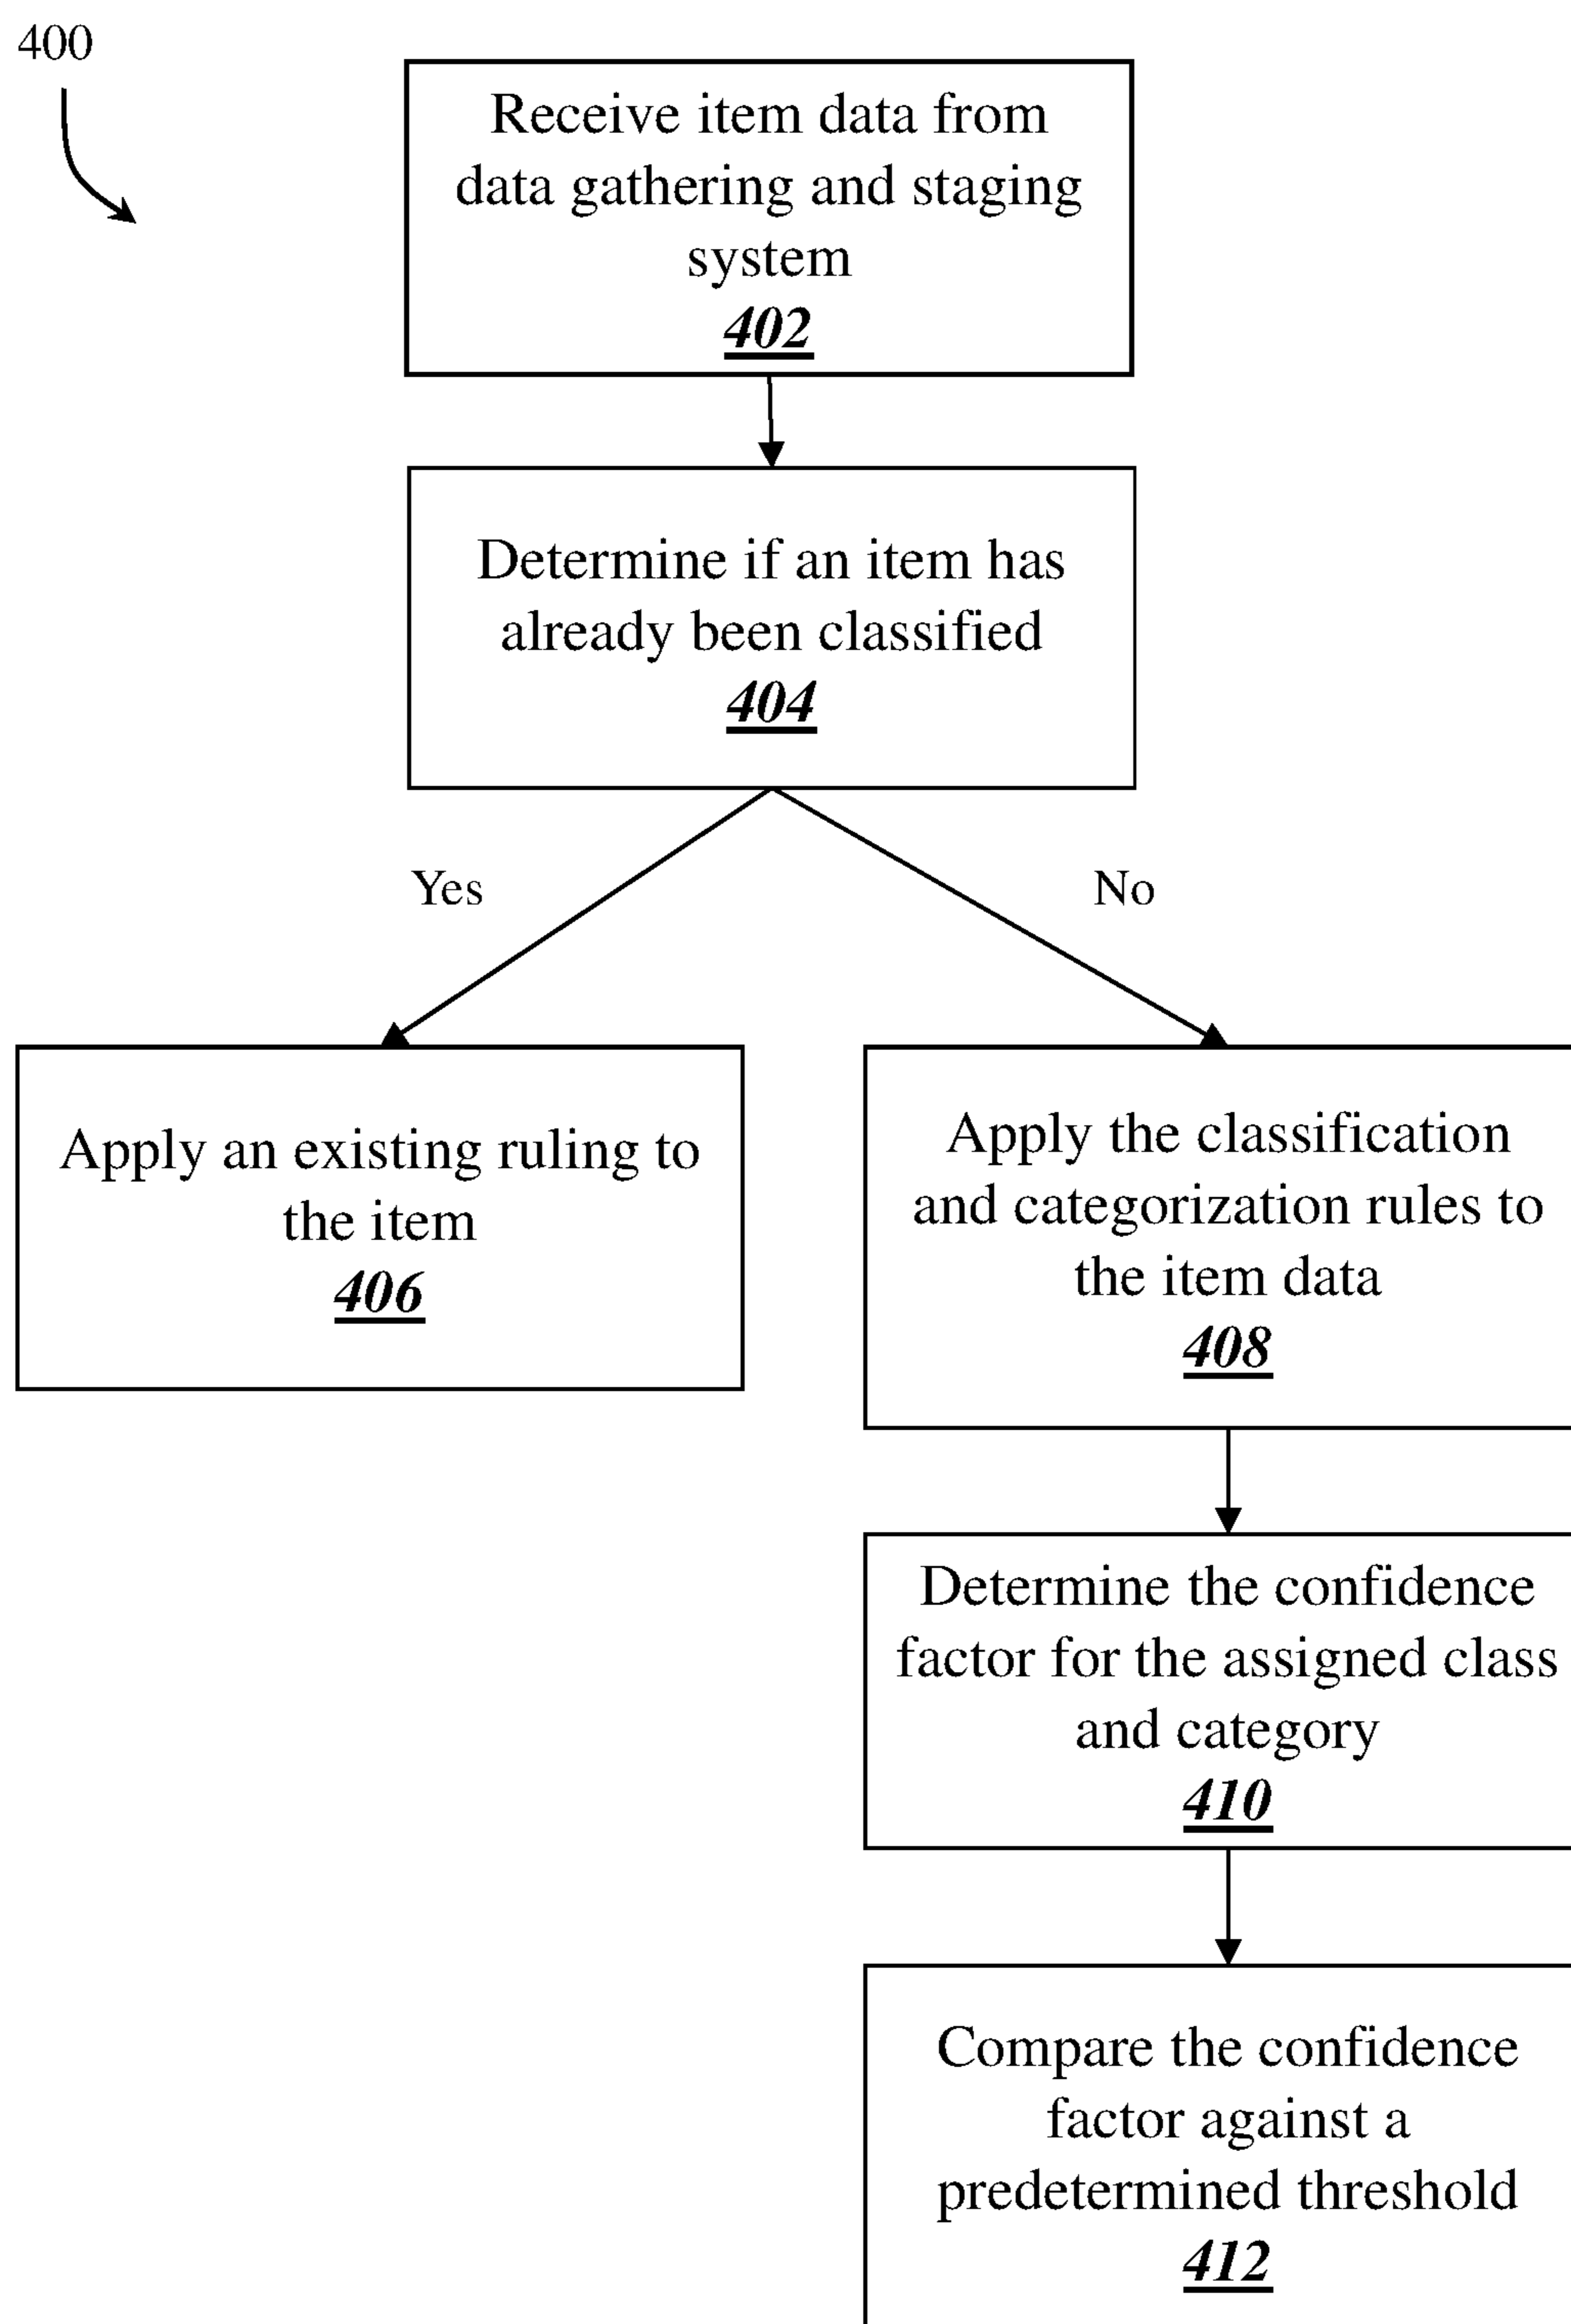 400
Receive item data from
data gathering and staging
system
402
Determine if an item has
already been classified
404
Yes
No
Apply an existing ruling to
the item
406
Apply the classification
and categorization rules to
the item data
408
Determine the confidence
factor for the assigned class
and category
410
Compare the confidence
factor against a
predetermined threshold
412